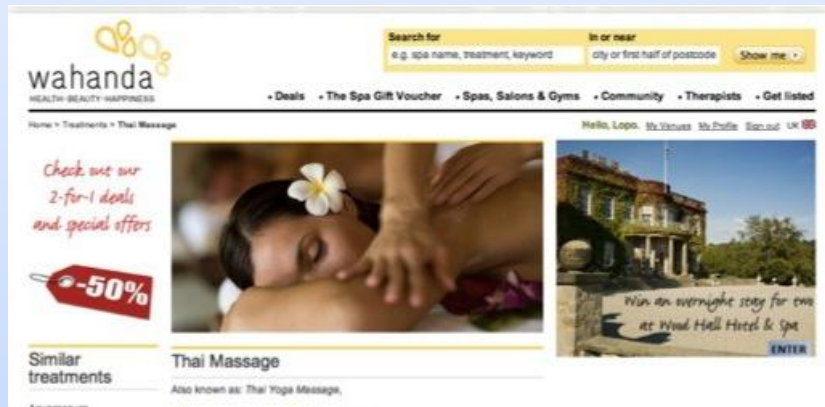 wahanda
HEALTH-BEAUTY-HAPPINESS
Search for
In or near
e.g. spa name, treatment, keyword
city or first half of postcode
Show me
Deals
The Spa Gift Voucher
Spas, Salons & Gyms
Community
Therapists
Get listed
Home > Treatments > Thai Massage
Hello, Lopo. My Venues My Profile Sign out UK
Check out our
2-for-1 deals
and special offers
-50%
Win an overnight stay for two
at Wood Hall Hotel & Spa
ENTER
Similar
treatments
Thai Massage
Also known as: Thai Yoga Massage,